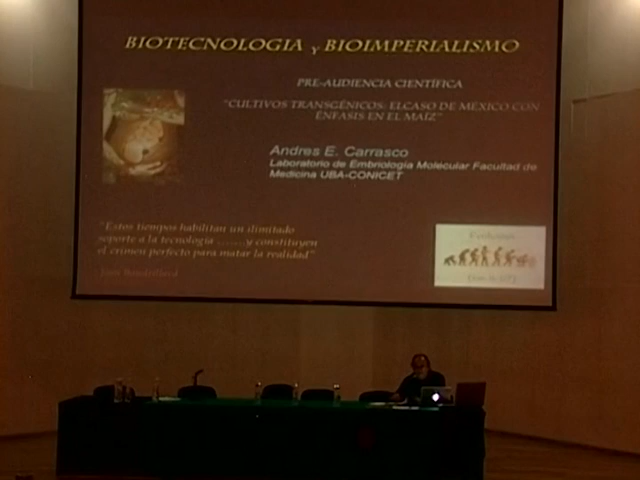 BIOTECNOLOGIA y BIOIMPERIALISMO
PRE-AUDIENCIA CIENTÍFICA
"CULTIVOS TRANSGÉNICOS: ELCASO DE MÉXICO CON
ÉNFASIS EN EL MAÍZ"
Andres E. Carrasco
Laboratorio de Embriología Molecular Facultad de
Medicina UBA-CONICET
"Estos tiempos habilitan un ilimitado
soporte a la tecnología .......y constituyen
el crimen perfecto para matar la realidad"